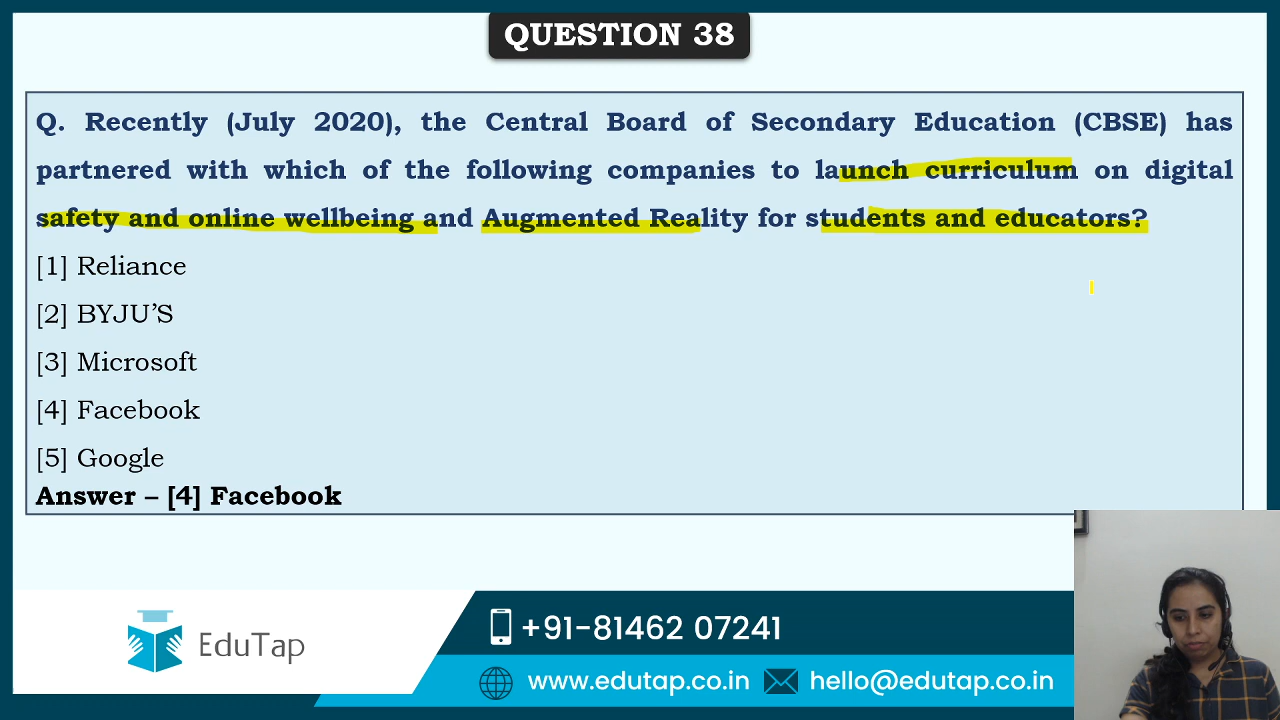 QUESTION 38
Q. Recently (July 2020), the Central Board of Secondary Education (CBSE) has
partnered with which of the following companies to launch curriculum on digital
safety and online wellbeing and Augmented Reality for students and educators?
[1] Reliance
[2] BYJU’S
[3] Microsoft
[4] Facebook
[5] Google
Answer – [4] Facebook
EduTap
+91-81462 07241
www.edutap.co.in
hello@edutap.co.in